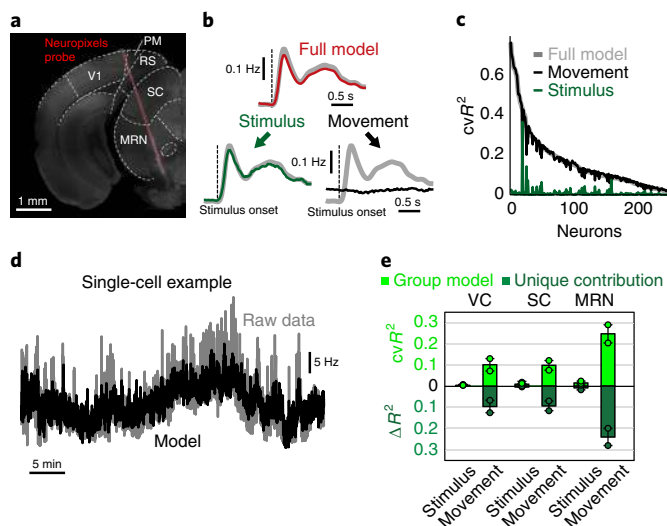 a
Neuropixels
probe
PM
RS
V1
SC
MRN
1 mm
b
Full model
0.1 Hz
0.5 s
Stimulus
Movement
0.1 Hz
Stimulus onset
Stimulus onset
0.5 s
c
Full model
Movement
Stimulus
cvR²
0.6
0.4
0.2
0
0
100
200
Neurons
d
Single-cell example
Raw data
5 Hz
Model
5 min
e
Group model
Unique contribution
VC
SC
MRN
cvR²
ΔR²
0.3
0.2
0.1
0
0.1
0.2
0.3
Stimulus
Movement
Stimulus
Movement
Stimulus
Movement